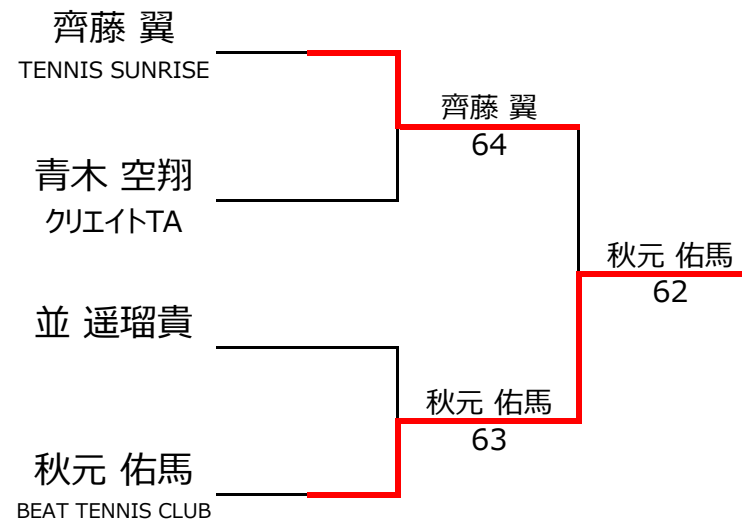 齊藤 翼
TENNIS SUNRISE
齊藤 翼
64
青木 空翔
クリエイトTA
秋元 佑馬
62
並 遥瑠貴
秋元 佑馬
63
秋元 佑馬
BEAT TENNIS CLUB